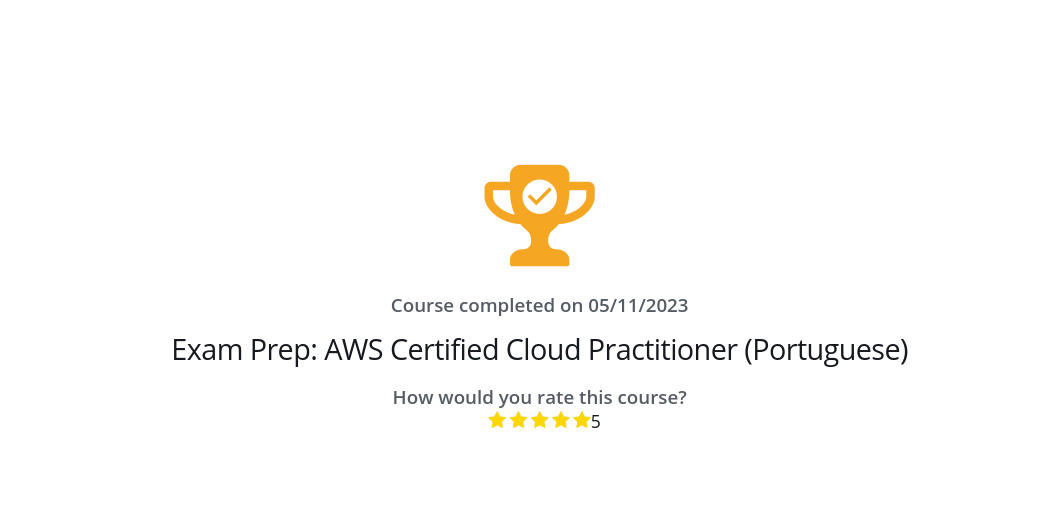 Course completed on 05/11/2023
Exam Prep: AWS Certified Cloud Practitioner (Portuguese)
How would you rate this course?
5